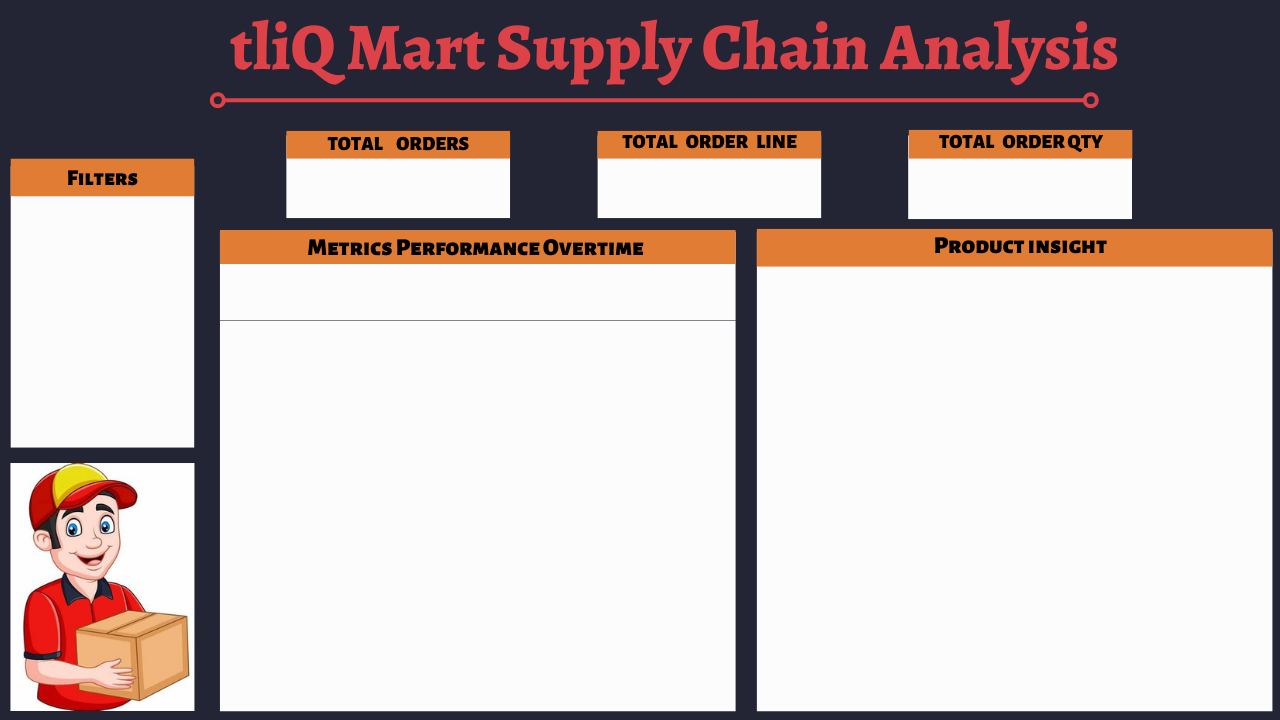 tliQ Mart Supply Chain Analysis
TOTAL ORDERS
TOTAL ORDER LINE
TOTAL ORDER QTY
Filters
Metrics Performance Overtime
Product insight